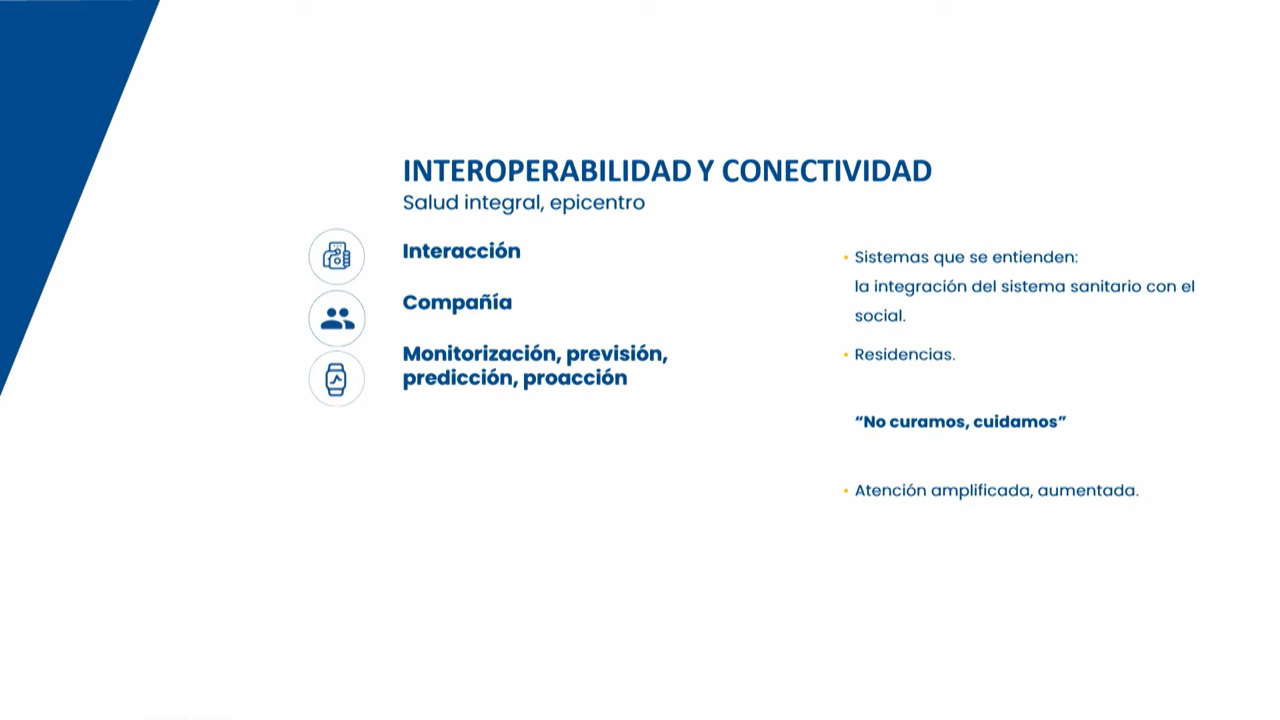 INTEROPERABILIDAD Y CONECTIVIDAD
Salud integral, epicentro
Interacción
Compañía
Monitorización, previsión,
predicción, proacción
• Sistemas que se entienden:
la integración del sistema sanitario con el
social.
• Residencias.
“No curamos, cuidamos”
• Atención amplificada, aumentada.